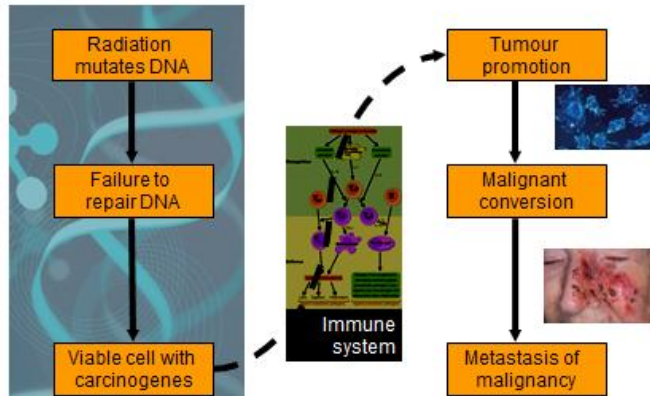 Radiation
mutates DNA
Failure to
repair DNA
Viable cell with
carcinogenes
Immune
system
Tumour
promotion
Malignant
conversion
Metastasis of
malignancy